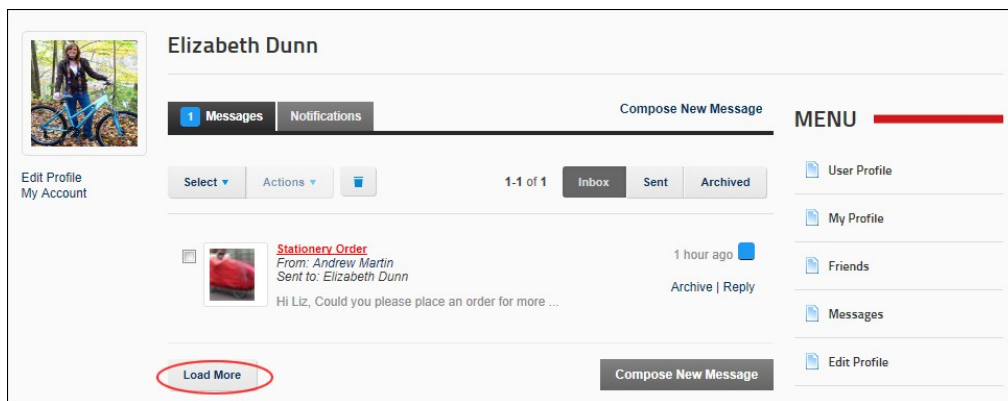 Elizabeth Dunn
1 Messages Notifications Compose New Message
Edit Profile
My Account
Select Actions 1-1 of 1 Inbox Sent Archived
Stationery Order
From: Andrew Martin
Sent to: Elizabeth Dunn
Hi Liz, Could you please place an order for more ...
1 hour ago
Archive | Reply
Load More Compose New Message
MENU
User Profile
My Profile
Friends
Messages
Edit Profile